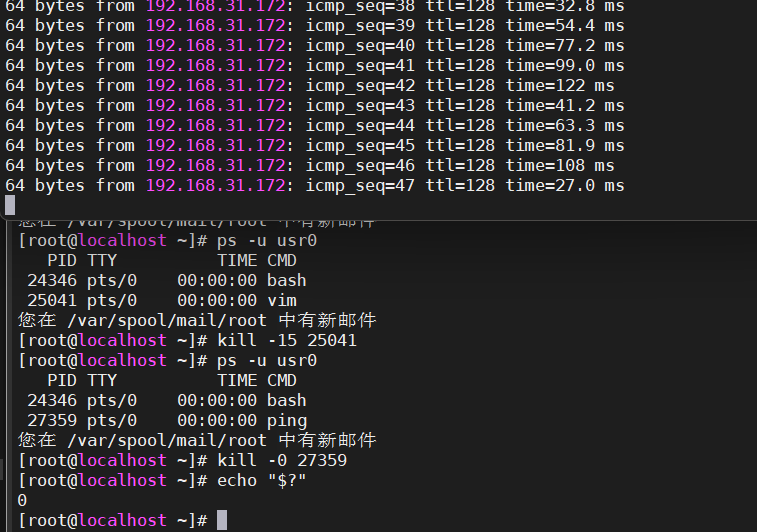 64 bytes from 192.168.31.172: icmp_seq=38 ttl=128 time=32.8 ms
64 bytes from 192.168.31.172: icmp_seq=39 ttl=128 time=54.4 ms
64 bytes from 192.168.31.172: icmp_seq=40 ttl=128 time=77.2 ms
64 bytes from 192.168.31.172: icmp_seq=41 ttl=128 time=99.0 ms
64 bytes from 192.168.31.172: icmp_seq=42 ttl=128 time=122 ms
64 bytes from 192.168.31.172: icmp_seq=43 ttl=128 time=41.2 ms
64 bytes from 192.168.31.172: icmp_seq=44 ttl=128 time=63.3 ms
64 bytes from 192.168.31.172: icmp_seq=45 ttl=128 time=81.9 ms
64 bytes from 192.168.31.172: icmp_seq=46 ttl=128 time=108 ms
64 bytes from 192.168.31.172: icmp_seq=47 ttl=128 time=27.0 ms
您在 /var/spool/mail/root 中有新邮件
[root@localhost ~]# ps -u usr0
PID TTY TIME CMD
24346 pts/0 00:00:00 bash
25041 pts/0 00:00:00 vim
您在 /var/spool/mail/root 中有新邮件
[root@localhost ~]# kill -15 25041
[root@localhost ~]# ps -u usr0
PID TTY TIME CMD
24346 pts/0 00:00:00 bash
27359 pts/0 00:00:00 ping
您在 /var/spool/mail/root 中有新邮件
[root@localhost ~]# kill -0 27359
[root@localhost ~]# echo "$?"
0
[root@localhost ~]#